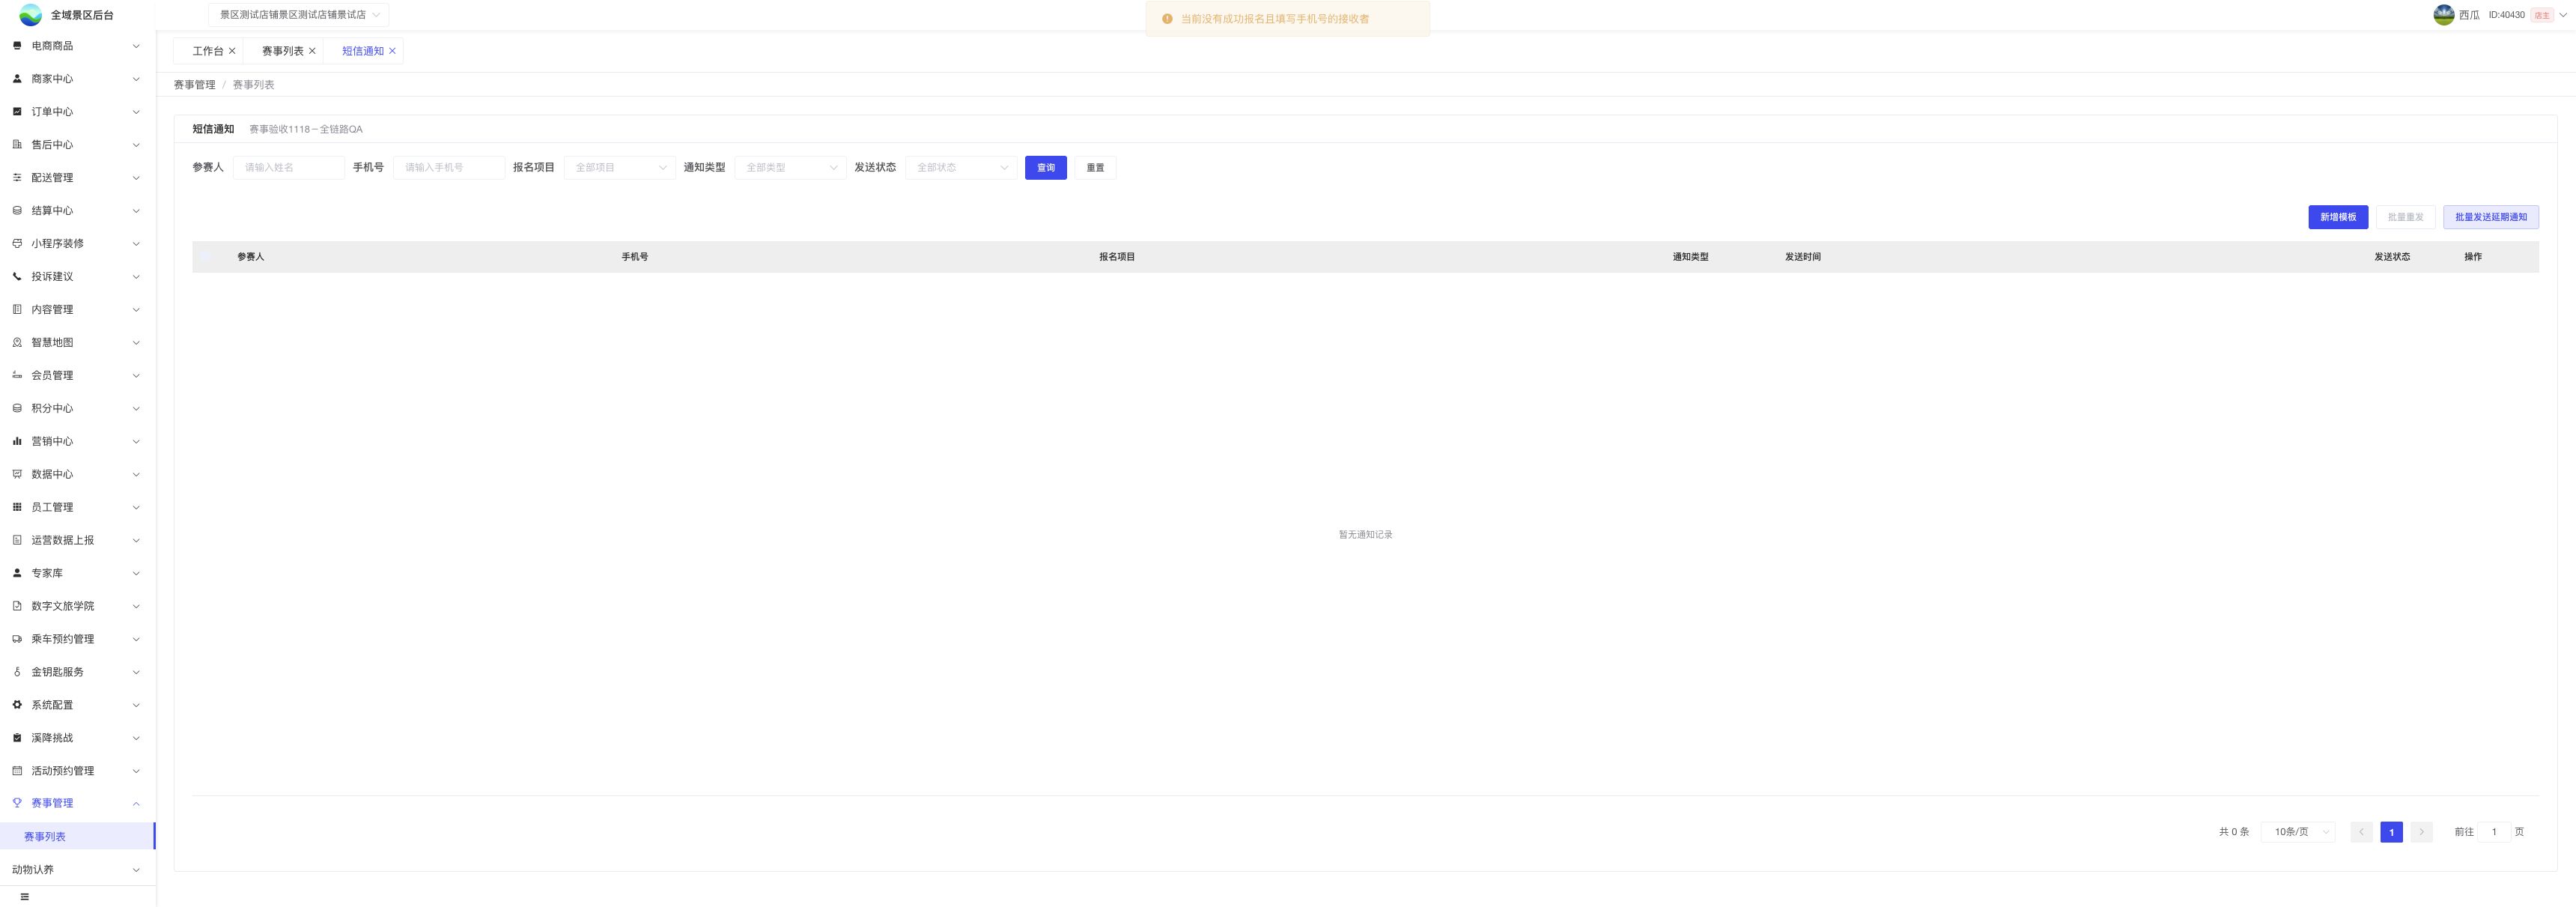 全域景区后台
景区测试店铺景区测试店铺景试店
当前没有成功报名且填写手机号的接收者
西瓜 ID:40430 店主
电商商品
商家中心
订单中心
售后中心
配送管理
结算中心
小程序装修
投诉建议
内容管理
智慧地图
会员管理
积分中心
营销中心
数据中心
员工管理
运营数据上报
专家库
数字文旅学院
乘车预约管理
金钥匙服务
系统配置
溪降挑战
活动预约管理
赛事管理
赛事列表
动物认养
工作台 赛事列表 短信通知
赛事管理 / 赛事列表
短信通知 赛事验收1118-全链路QA
参赛人 请输入姓名 手机号 请输入手机号 报名项目 全部项目 通知类型 全部类型 发送状态 全部状态 查询 重置
新增模板 批量重发 批量发送延期通知
参赛人 手机号 报名项目 通知类型 发送时间 发送状态 操作
暂无通知记录
共 0 条 10条/页 1 前往 1 页